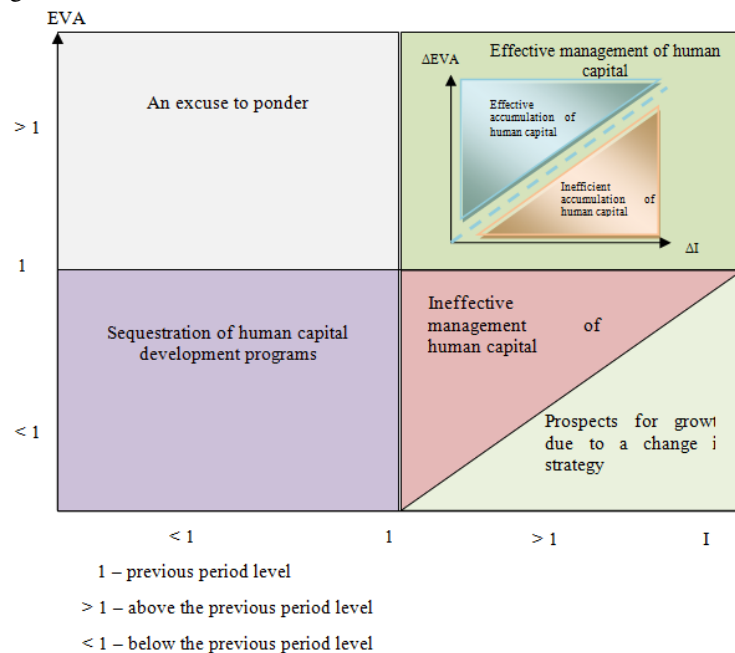 EVA
> 1
1
< 1
An excuse to ponder
Effective management of human
capital
ΔEVA
Effective
accumulation of
human capital
Inefficient
accumulation of
human capital
ΔI
Sequestration of human capital
development programs
Ineffective
management of
human capital
Prospects for growt
due to a change i
strategy
< 1
1
> 1
I
1 – previous period level
> 1 – above the previous period level
< 1 – below the previous period level